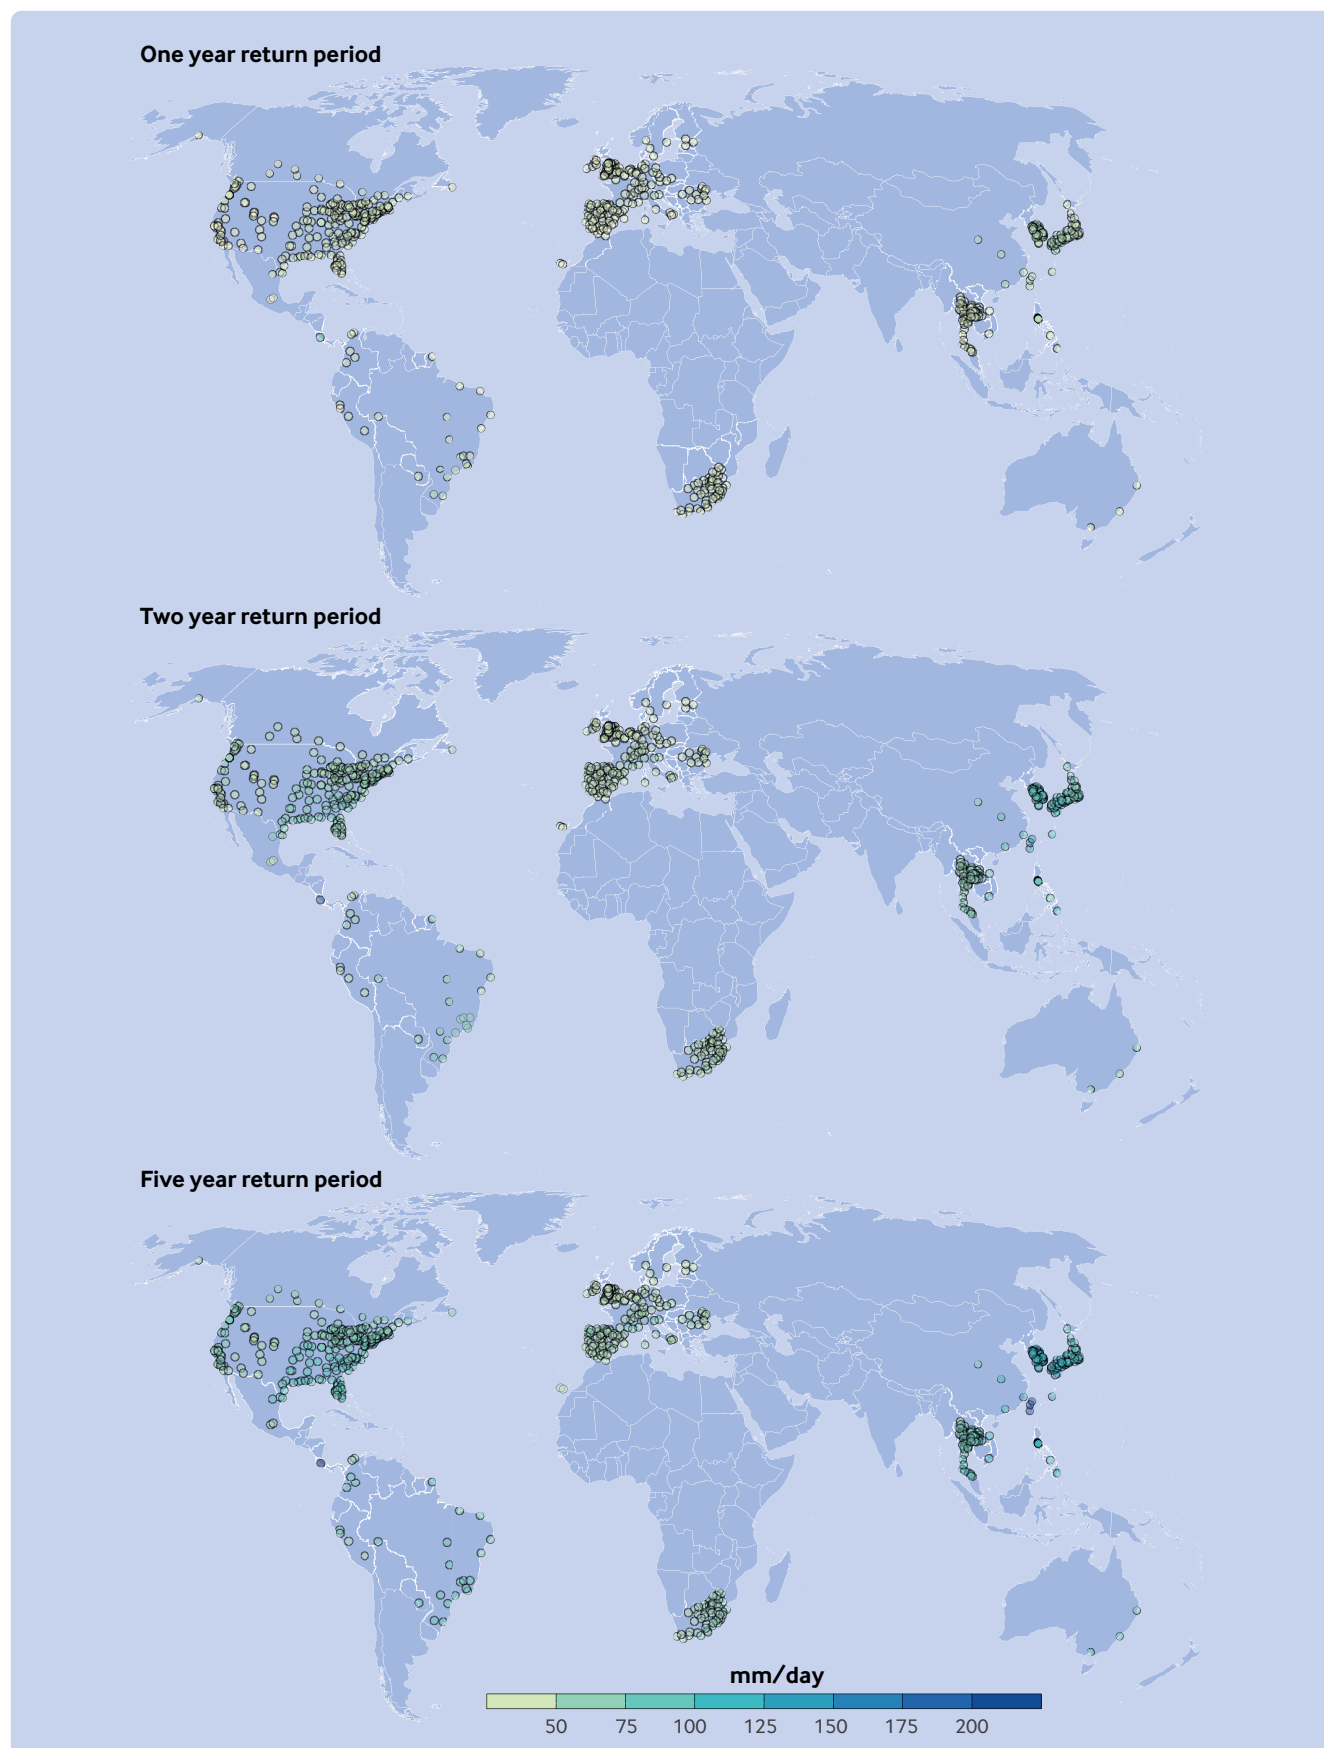 One year return period
Two year return period
Five year return period
mm/day
50 75 100 125 150 175 200